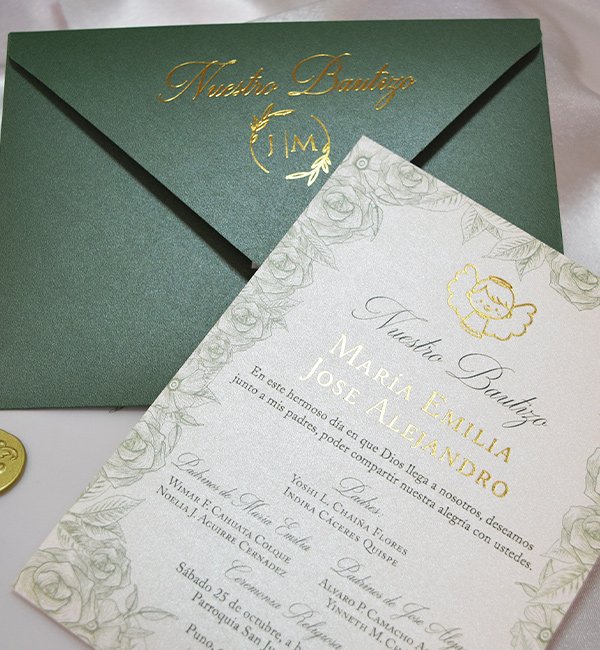 Nuestro Bautizo
J | M
Nuestro Bautizo
MARÍA EMILIA
JOSE ALEJANDRO
En este hermoso día en que Dios llega a nosotros, deseamos
junto a mis padres, poder compartir nuestra alegría con ustedes.
Padres:
YOSHI L. CHAIÑA FLORES
INDIRA CÁCERES QUISPE
Padrinos de María Emilia
WIMAR F. CAHUATA COLQUE
NOELIA J. AGUIRRE CERNADEZ
Padrinos de Jose
ALVARO P.
YINNETH M.
Ceremonia Religiosa
Sábado 25 de octubre, a
Parroquia San
Puno,